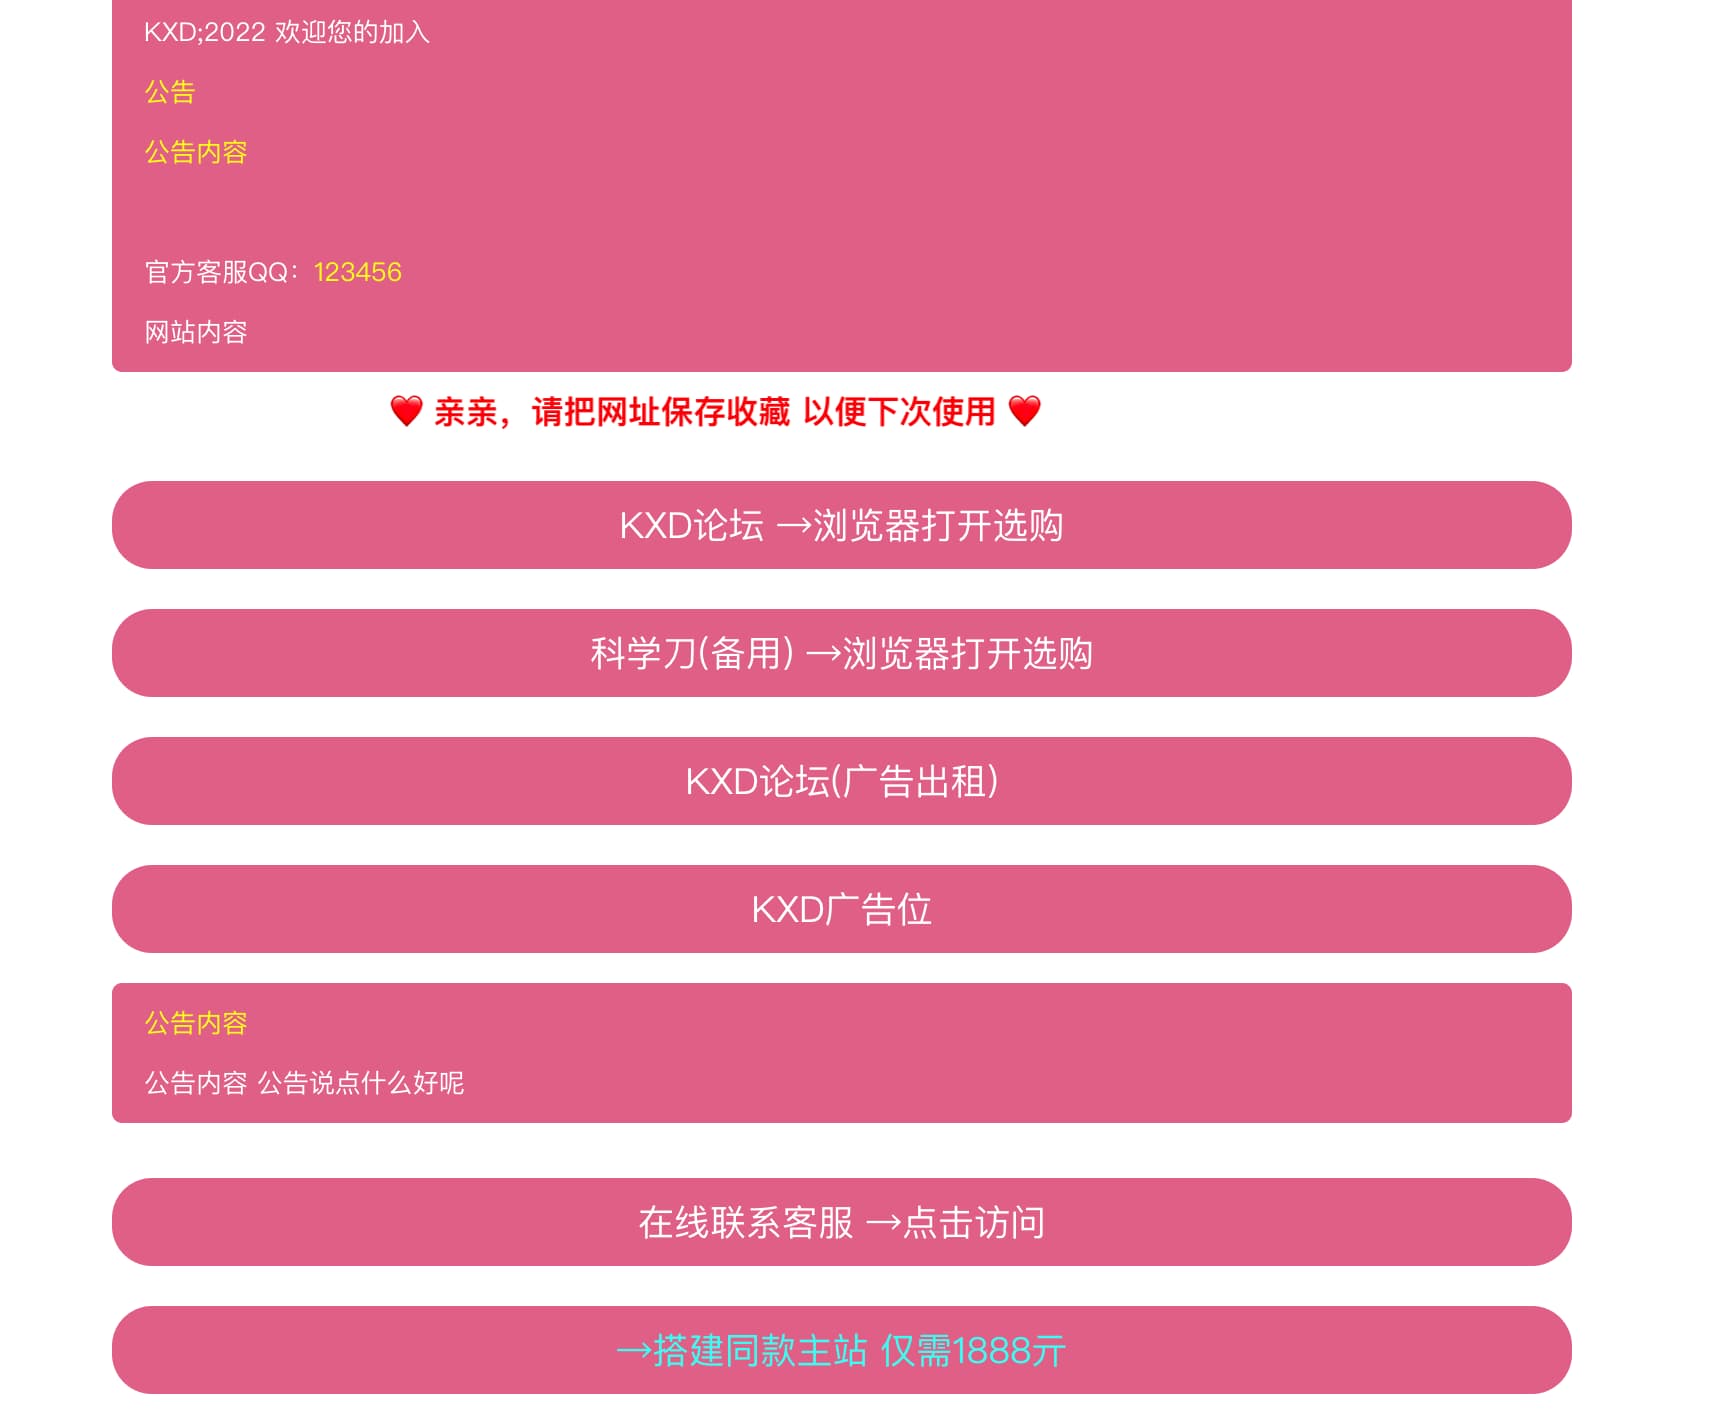 KXD;2022 欢迎您的加入
公告
公告内容
官方客服QQ：123456
网站内容
❤️ 亲亲，请把网址保存收藏 以便下次使用 ❤️
KXD论坛 →浏览器打开选购
科学刀(备用) →浏览器打开选购
KXD论坛(广告出租)
KXD广告位
公告内容
公告内容 公告说点什么好呢
在线联系客服 →点击访问
→搭建同款主站 仅需1888亓